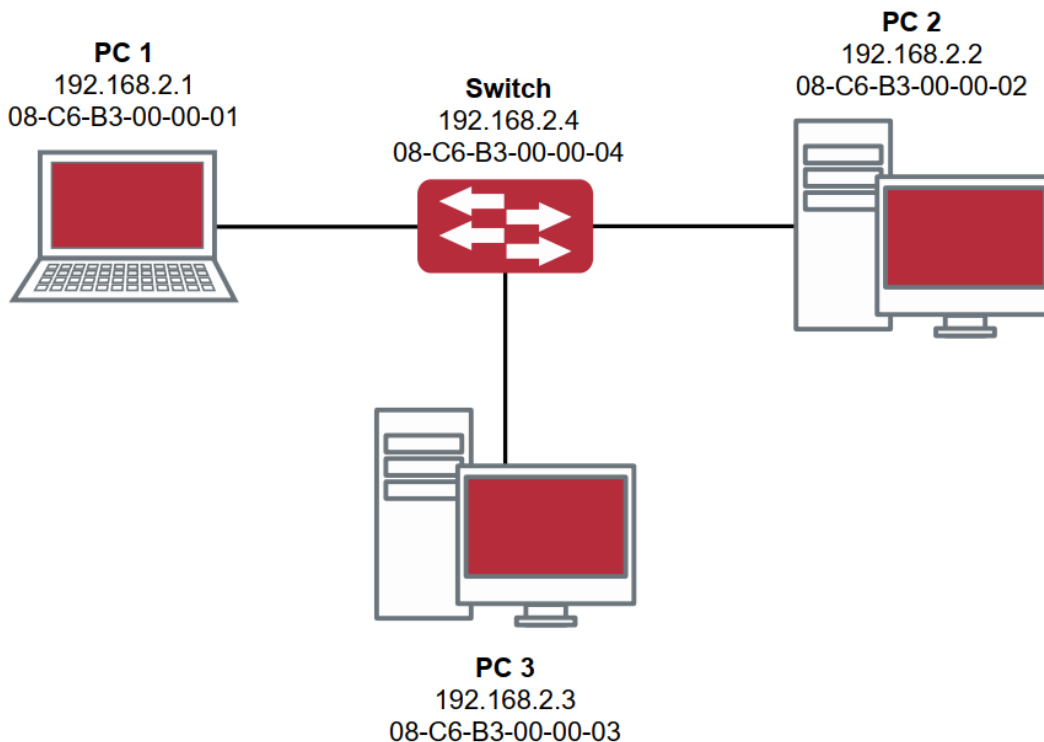 PC 1
192.168.2.1
08-C6-B3-00-00-01
Switch
192.168.2.4
08-C6-B3-00-00-04
PC 2
192.168.2.2
08-C6-B3-00-00-02
PC 3
192.168.2.3
08-C6-B3-00-00-03